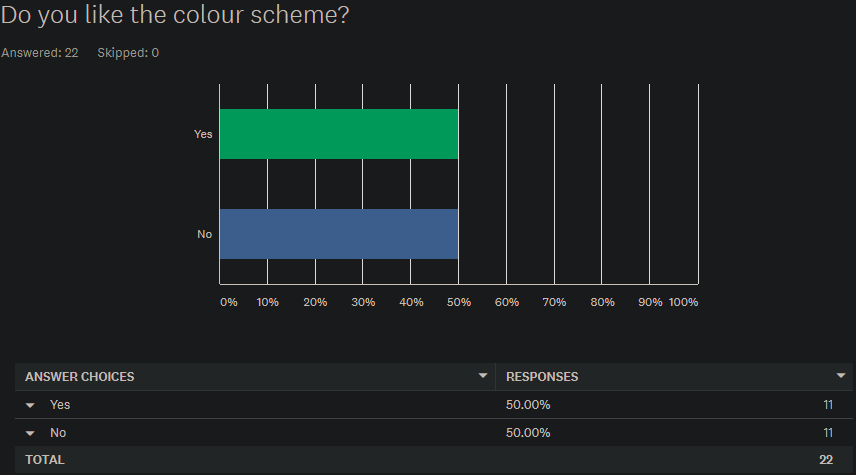 Do you like the colour scheme?
Answered: 22 Skipped: 0
Yes
No
0% 10% 20% 30% 40% 50% 60% 70% 80% 90% 100%
ANSWER CHOICES RESPONSES
Yes 50.00% 11
No 50.00% 11
TOTAL 22